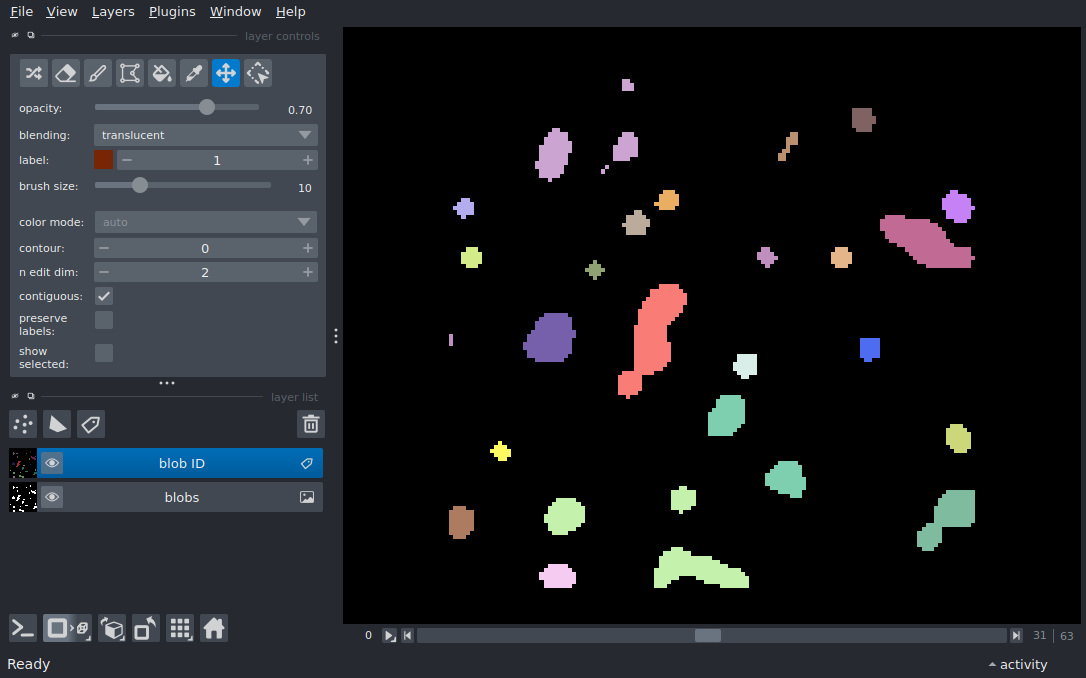 File View Layers Plugins Window Help
layer controls
opacity: 0.70
blending: translucent
label: 1
brush size: 10
color mode: auto
contour: 0
n edit dim: 2
contiguous:
preserve
labels:
show
selected:
layer list
blob ID
blobs
0 31 63
Ready activity